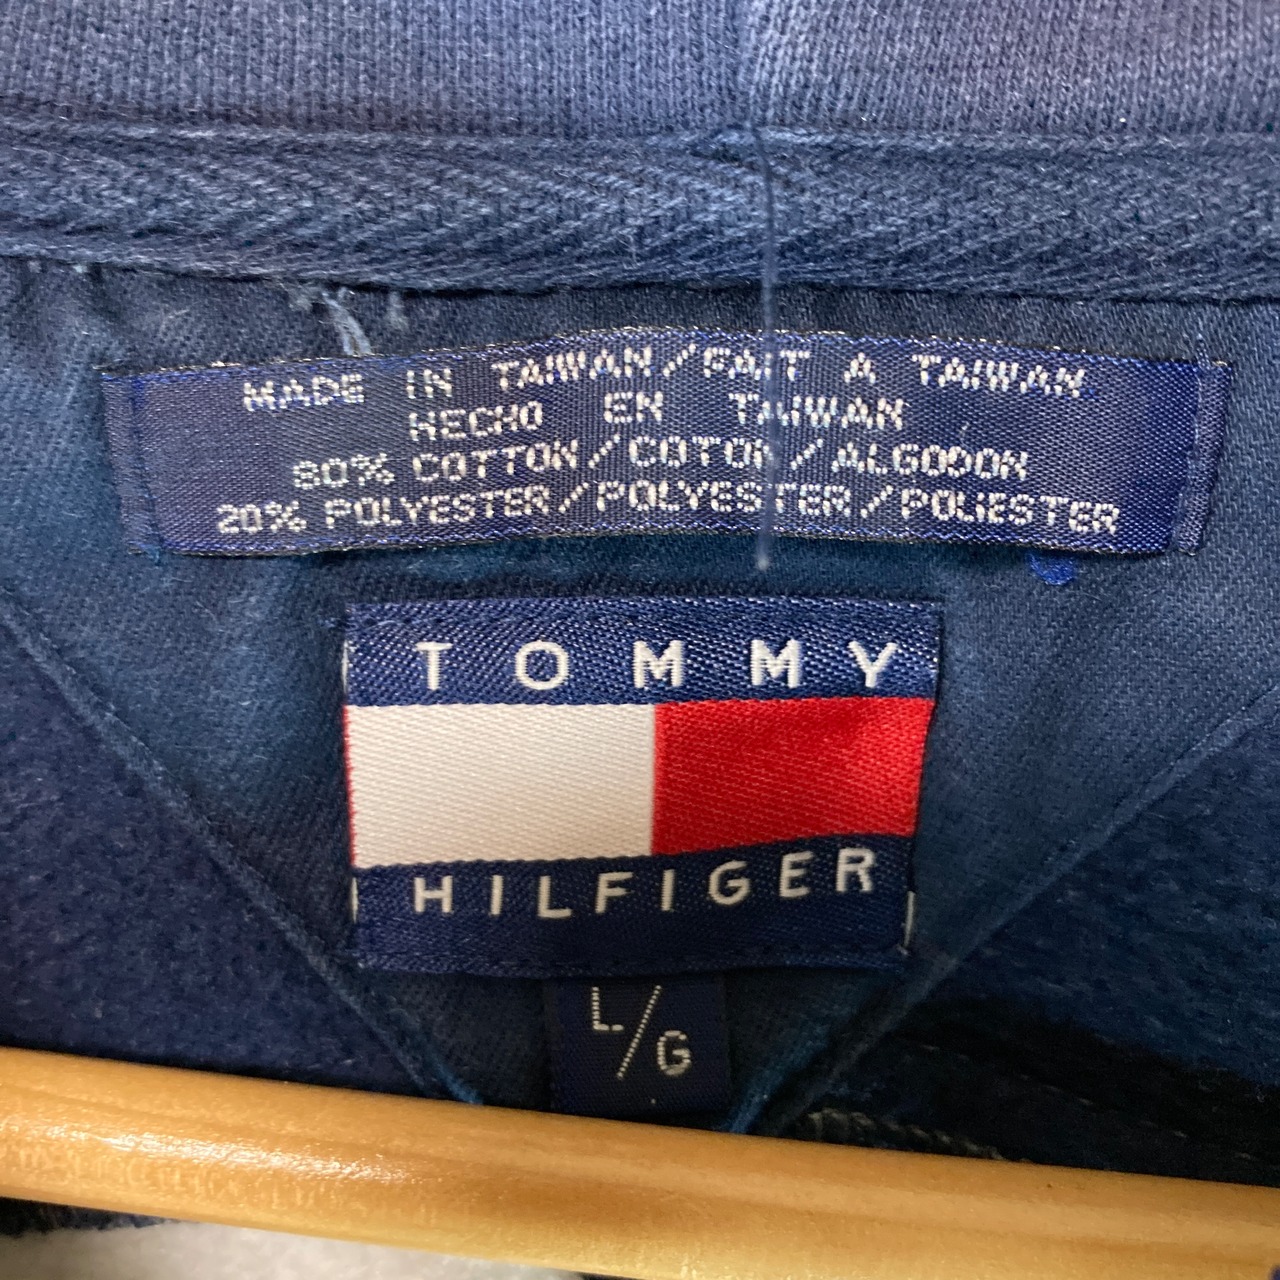 MADE IN TAIWAN/FAIT A TAIWAN
HECHO EN TAIWAN
80% COTTON/COTON/ALGODON
20% POLYESTER/POLYESTER/POLIESTER
TOMMY
HILFIGER
L/G